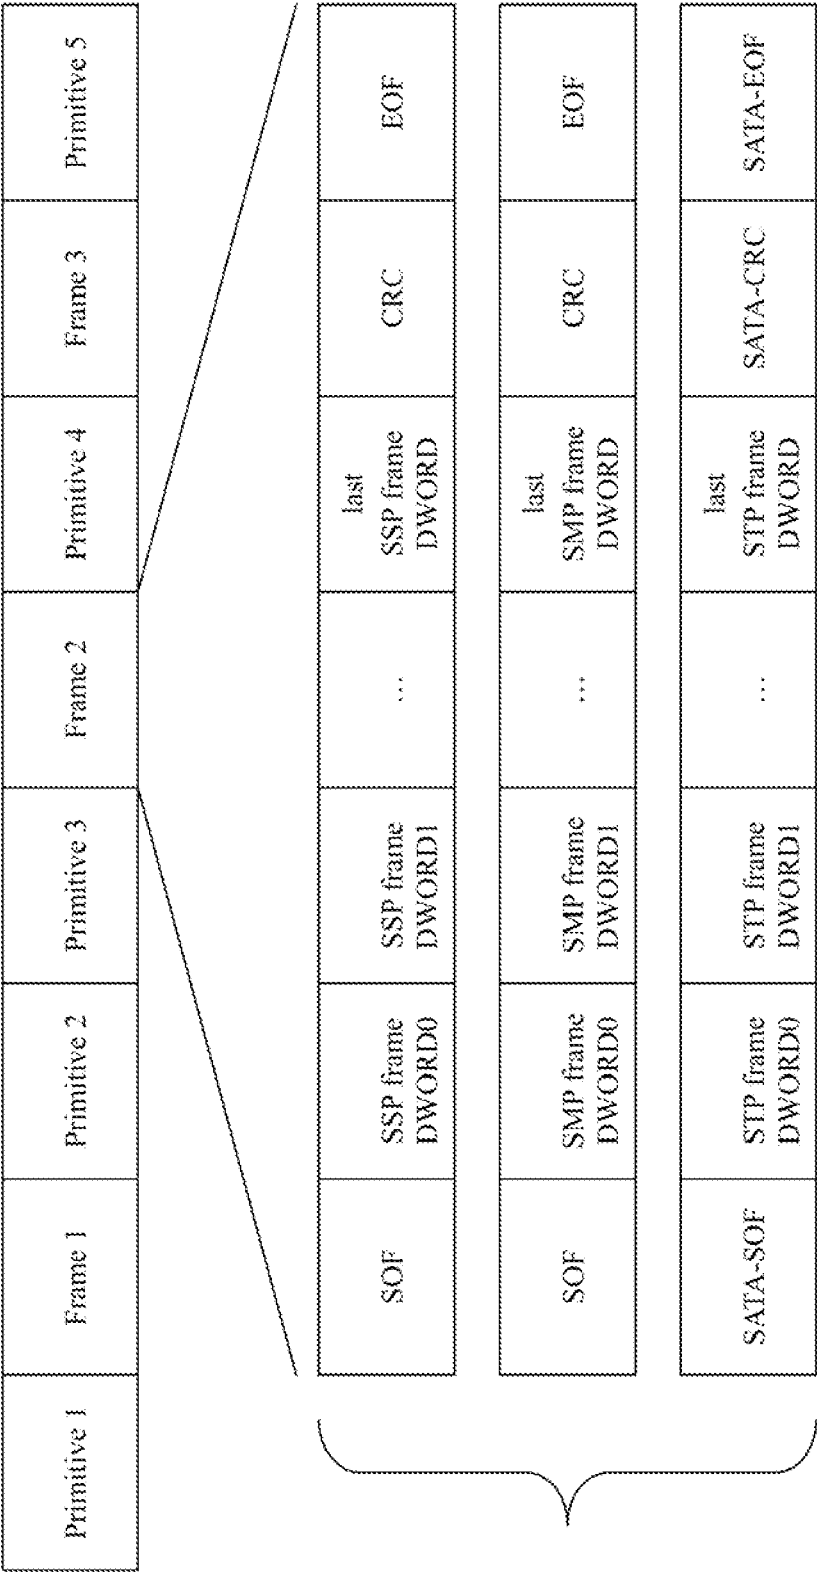 Primitive 1
Frame 1
Primitive 2
Primitive 3
Frame 2
Primitive 4
Frame 3
Primitive 5
SOF
SSP frame
DWORD0
SSP frame
DWORD1
...
last
SSP frame
DWORD
CRC
EOF
SOF
SMP frame
DWORD0
SMP frame
DWORD1
...
last
SMP frame
DWORD
CRC
EOF
SATA-SOF
STP frame
DWORD0
STP frame
DWORD1
...
last
STP frame
DWORD
SATA-CRC
SATA-EOF